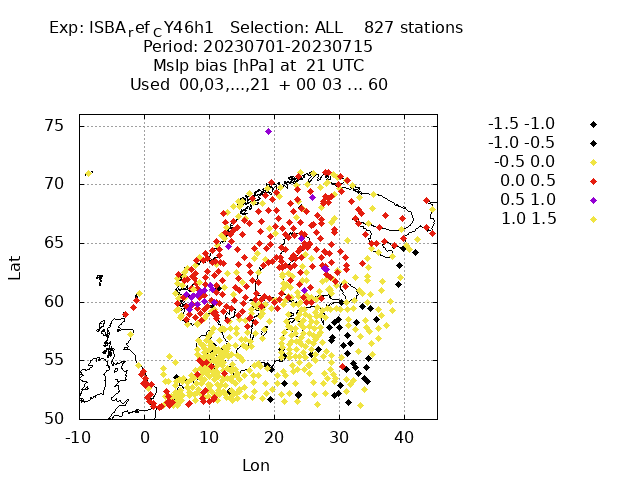 Exp: ISBArefCY46h1 Selection: ALL 827 stations
Period: 20230701-20230715
Mslp bias [hPa] at 21 UTC
Used 00,03,...,21 + 00 03 ... 60
75
70
65
60
55
50
-10 0 10 20 30 40
Lat
Lon
-1.5 -1.0
-1.0 -0.5
-0.5 0.0
0.0 0.5
0.5 1.0
1.0 1.5